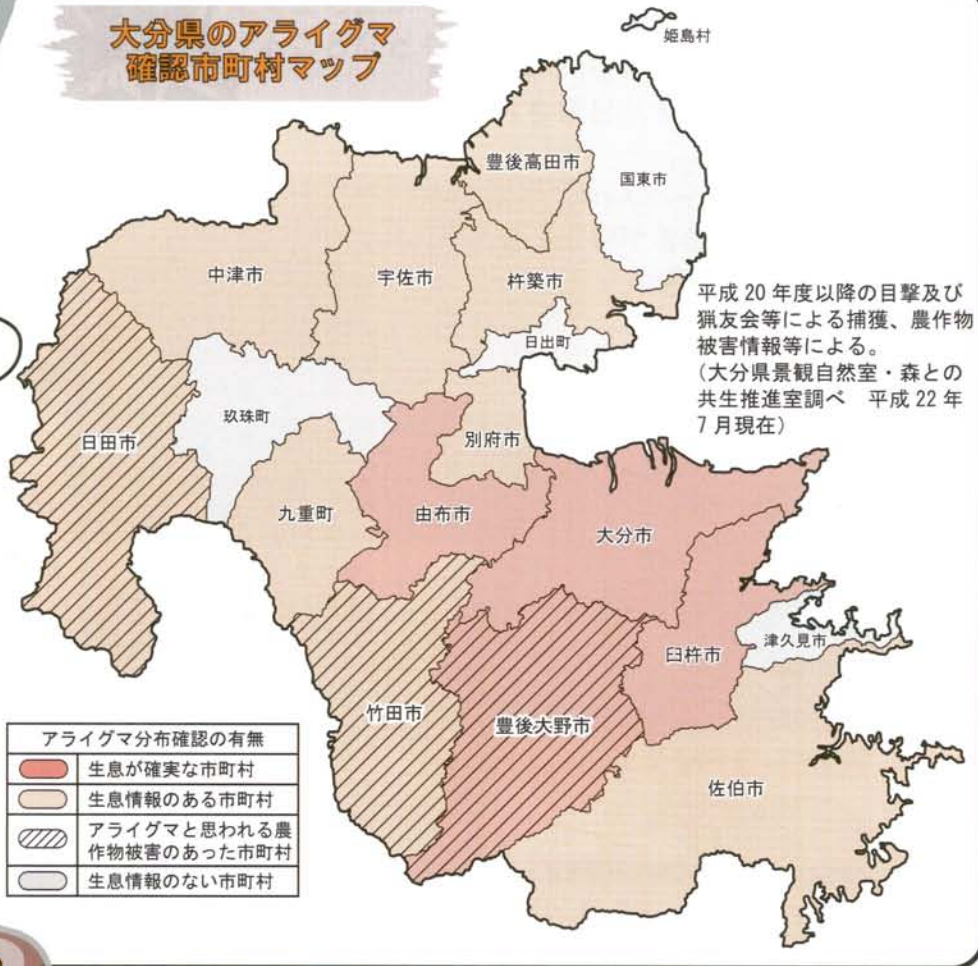 大分県のアライグマ
確認市町村マップ
姫島村
豊後高田市
国東市
中津市
宇佐市
杵築市
日出町
平成 20 年度以降の目撃及び
猟友会等による捕獲、農作物
被害情報等による。
（大分県景観自然室・森との
共生推進室調べ　平成 22 年
7 月現在）
玖珠町
日田市
別府市
九重町
由布市
大分市
津久見市
臼杵市
竹田市
豊後大野市
佐伯市
アライグマ分布確認の有無
生息が確実な市町村
生息情報のある市町村
アライグマと思われる農
作物被害のあった市町村
生息情報のない市町村